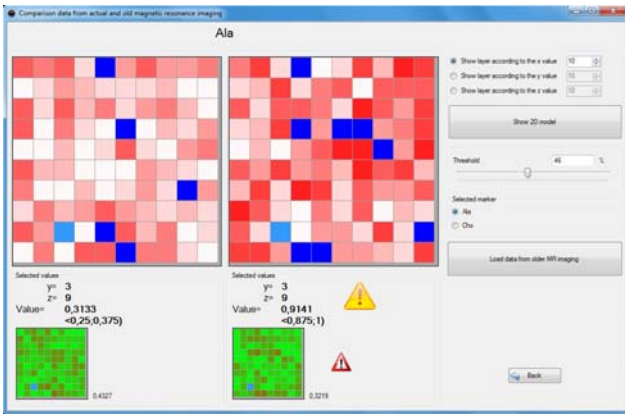 Comparison data from actual and old magnetic resonance imaging
Ala
Show layer according to the x value 10
Show layer according to the y value 10
Show layer according to the z value 10
Show 2D model
Threshold 46 %
Selected marker
Ala
Cho
Load data from older MR imaging
Selected values
y= 3
z= 9
Value= 0,3133
<0,25;0,375)
0,4327
Selected values
y= 3
z= 9
Value= 0,9141
<0,875;1)
0,3219
Back